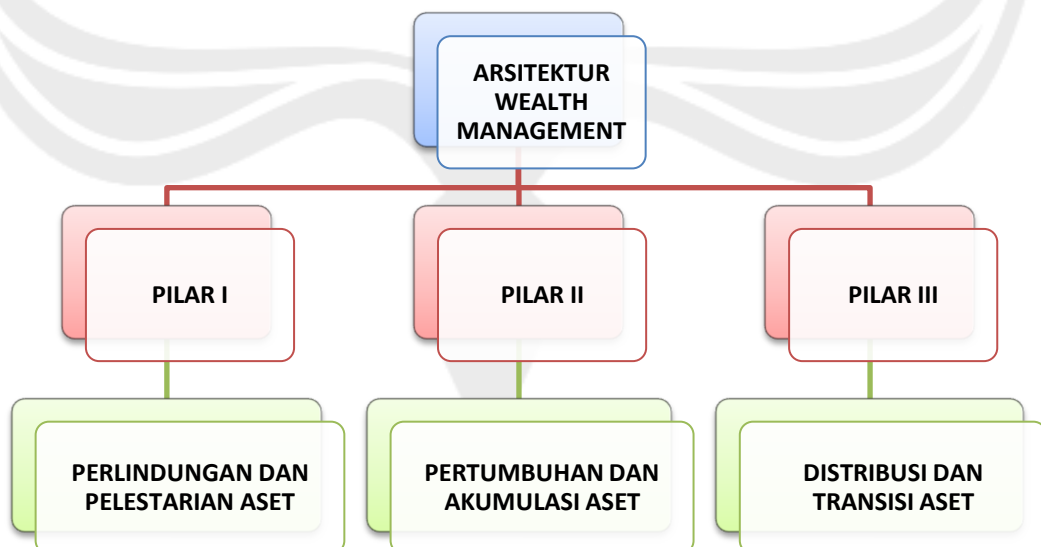 ARSITEKTUR
WEALTH
MANAGEMENT
PILAR I
PILAR II
PILAR III
PERLINDUNGAN DAN
PELESTARIAN ASET
PERTUMBUHAN DAN
AKUMULASI ASET
DISTRIBUSI DAN
TRANSISI ASET